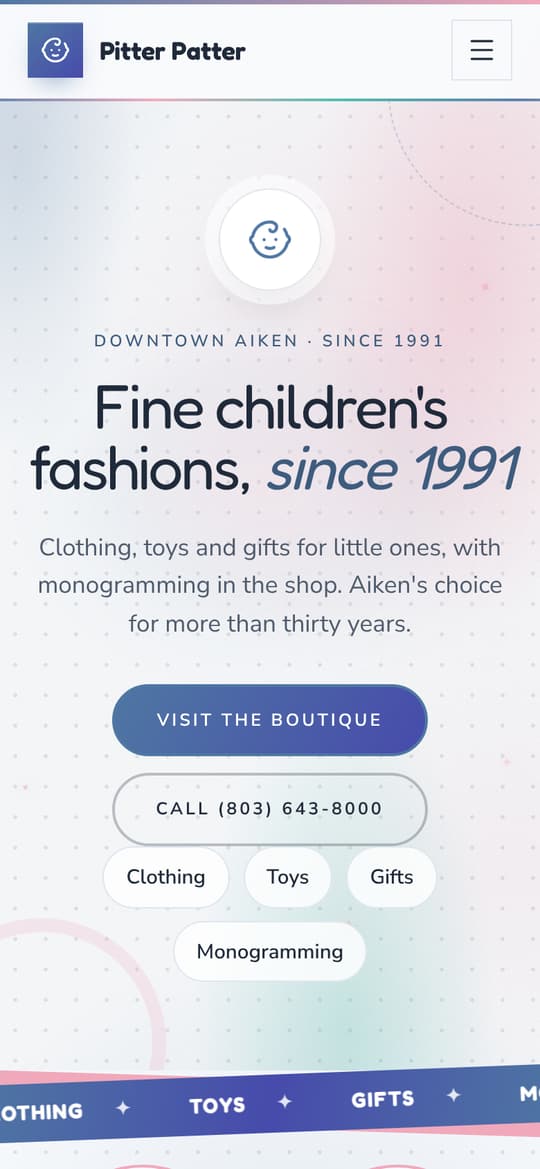 Pitter Patter
DOWNTOWN AIKEN · SINCE 1991
Fine children's
fashions, since 1991
Clothing, toys and gifts for little ones, with
monogramming in the shop. Aiken's choice
for more than thirty years.
VISIT THE BOUTIQUE
CALL (803) 643-8000
Clothing
Toys
Gifts
Monogramming
OTHING ✦ TOYS ✦ GIFTS ✦ M